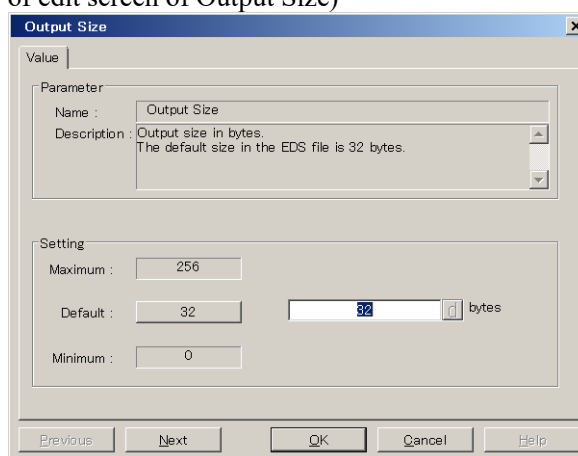 of edit screen of Output Size)
Output Size
Value
Parameter
Name : Output Size
Description : Output size in bytes.
The default size in the EDS file is 32 bytes.
Setting
Maximum : 256
Default : 32 32 d bytes
Minimum : 0
Previous Next OK Cancel Help